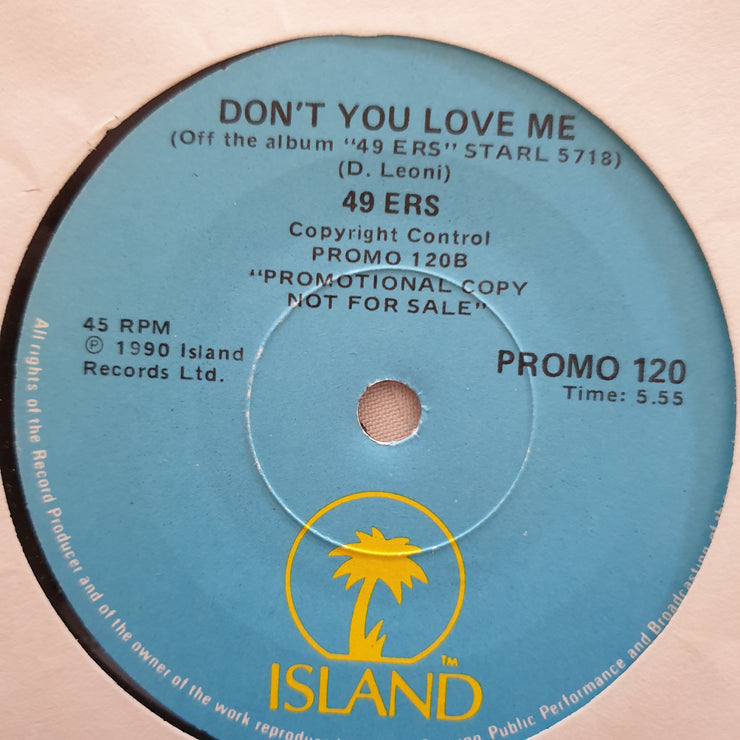 DON'T YOU LOVE ME
(Off the album "49 ERS" STARL 5718)
(D. Leoni)
49 ERS
Copyright Control
PROMO 120B
"PROMOTIONAL COPY
NOT FOR SALE"
45 RPM
℗ 1990 Island
Records Ltd.
PROMO 120
Time: 5.55
TM
ISLAND
All rights of the Record Producer and of the owner of the work Public Performance and Broadcasting of